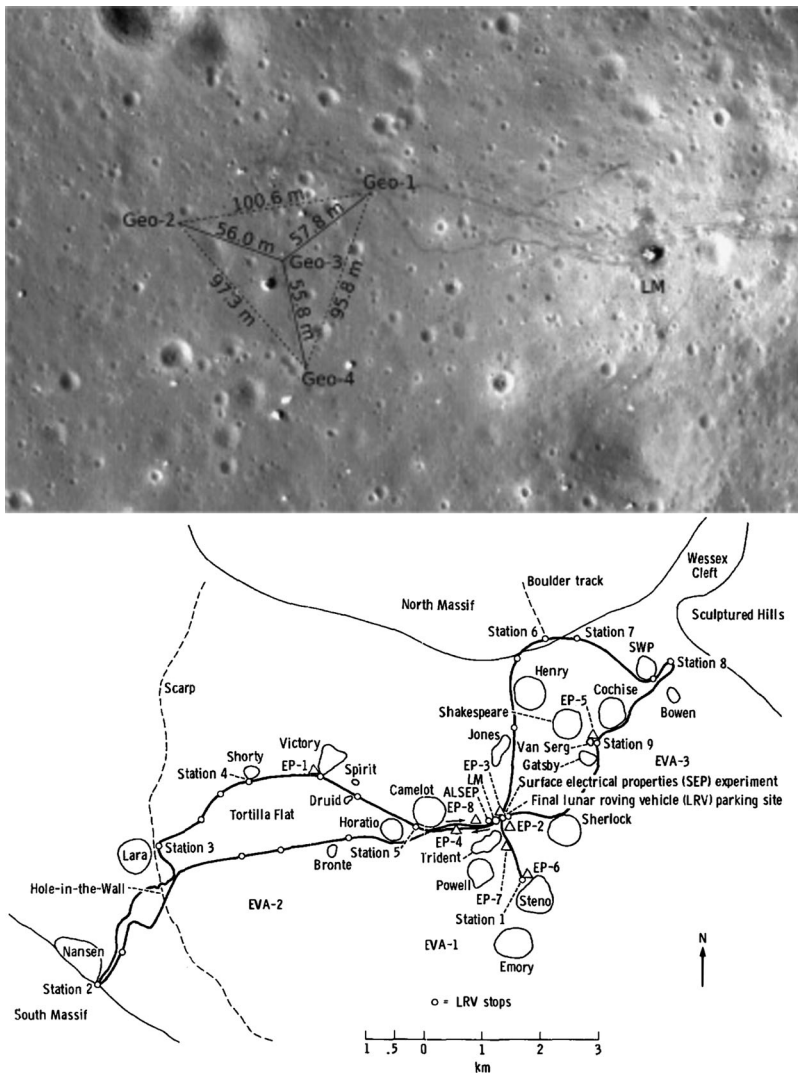 Geo-1
100.6 m
Geo-2
57.8 m
56.0 m
Geo-3
LM
97.3 m
55.8 m
95.8 m
Geo-4
Wessex
Cleft
Boulder track
North Massif
Sculptured Hills
Station 6
Station 7
SWP
Station 8
Henry
Scarp
Cochise
EP-5
Bowen
Shakespeare
Jones
Van Serg
Station 9
Victory
Shorty
EP-1
Gatsby
EVA-3
Station 4
Spirit
EP-3
LM
Surface electrical properties (SEP) experiment
Camelot
ALSEP
Druid
EP-8
Final lunar roving vehicle (LRV) parking site
Tortilla Flat
Horatio
EP-2
Sherlock
Station 3
EP-4
Lara
Station 5
Trident
Bronte
EP-6
Hole-in-the-Wall
Powell
EP-7
Steno
EVA-2
Station 1
Nansen
EVA-1
N
Emory
Station 2
South Massif
o = LRV stops
1 .5 0 1 2 3
km